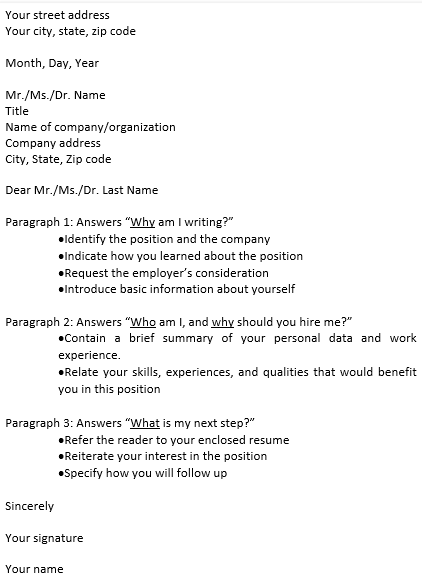 Your street address
Your city, state, zip code
Month, Day, Year
Mr./Ms./Dr. Name
Title
Name of company/organization
Company address
City, State, Zip code
Dear Mr./Ms./Dr. Last Name
Paragraph 1: Answers “Why am I writing?”
•Identify the position and the company
•Indicate how you learned about the position
•Request the employer’s consideration
•Introduce basic information about yourself
Paragraph 2: Answers “Who am I, and why should you hire me?”
•Contain a brief summary of your personal data and work
experience.
•Relate your skills, experiences, and qualities that would benefit
you in this position
Paragraph 3: Answers “What is my next step?”
•Refer the reader to your enclosed resume
•Reiterate your interest in the position
•Specify how you will follow up
Sincerely
Your signature
Your name